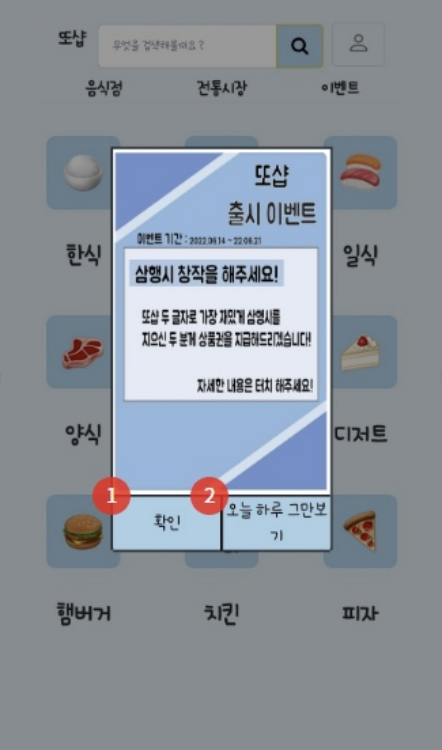 또샵
무엇을 검색해볼까요?
음식점 전통시장 이벤트
또샵
출시 이벤트
이벤트 기간 : 2022.06.14 ~ 22.06.21
삼행시 창작을 해주세요!
또샵 두 글자로 가장 재밌게 삼행시를
지으신 두 분께 상품권을 지급해드리겠습니다!
자세한 내용은 터치 해주세요!
한식 일식
양식 디저트
1 2
확인
오늘 하루 그만보
기
햄버거 치킨 피자